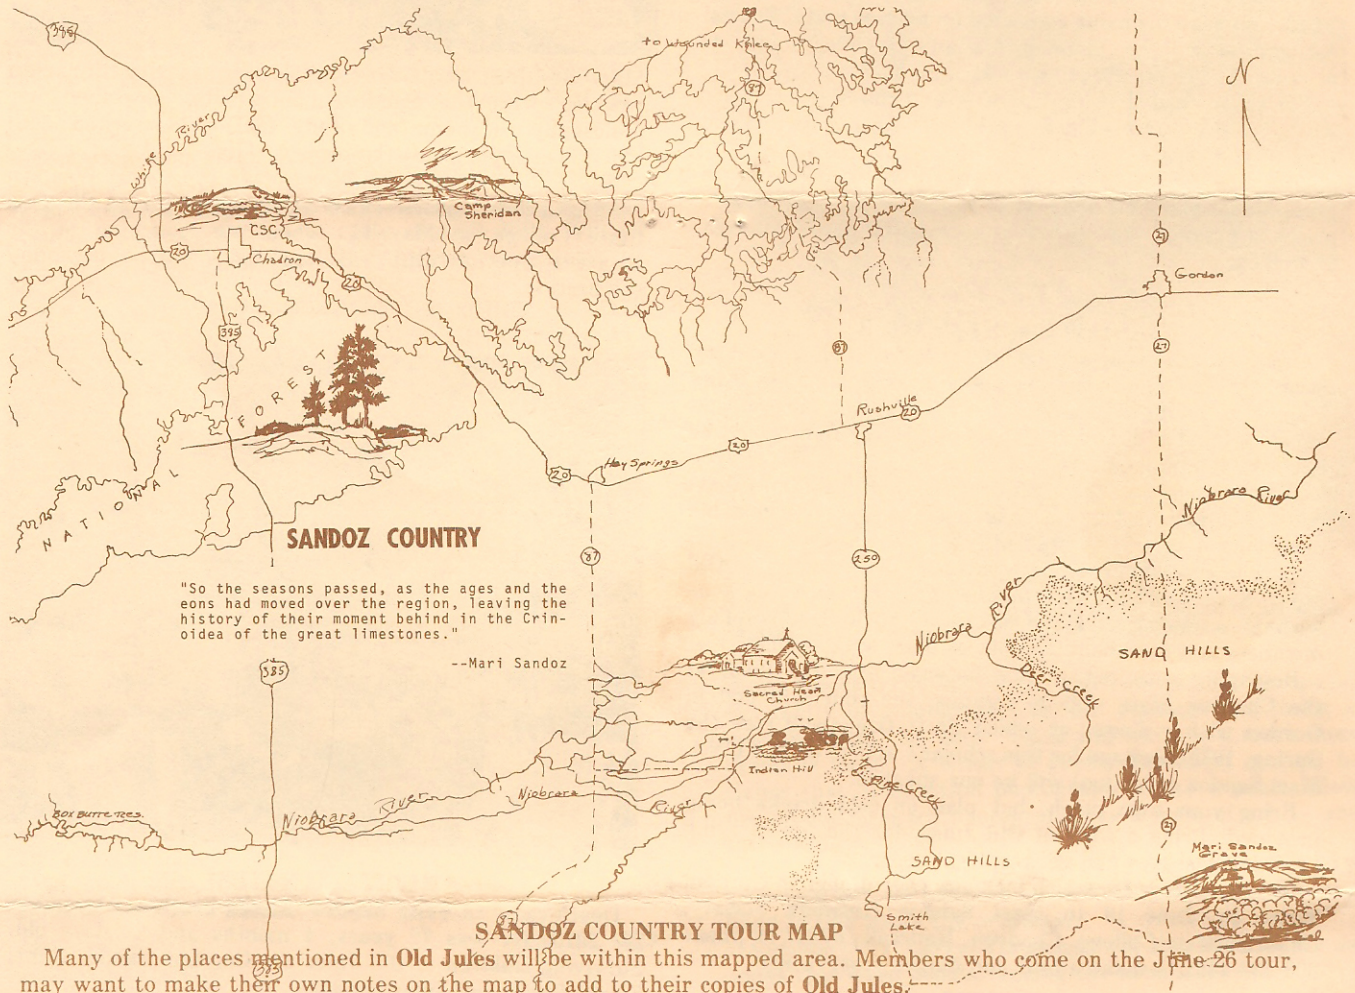 388
to Wounded Knee
N
87
White River
Camp Sheridan
CSC
20
Chadron
20
27
Gordon
385
FOREST
87
27
Rushville
20
20
Hay Springs
20
NATIONAL
Niobrara River
SANDOZ COUNTRY
87
250
"So the seasons passed, as the ages and the
eons had moved over the region, leaving the
history of their moment behind in the Crin-
oidea of the great limestones."
--Mari Sandoz
Niobrara River
SAND HILLS
385
Sacred Heart
Church
Deer Creek
Indian Hill
Pine Creek
Niobrara River
Niobrara River
Box Butte Res.
27
Mari Sandoz
Grave
SAND HILLS
Smith
Lake
87
SANDOZ COUNTRY TOUR MAP
Many of the places mentioned in Old Jules will be within this mapped area. Members who come on the June 26 tour,
385
27
may want to make their own notes on the map to add to their copies of Old Jules.